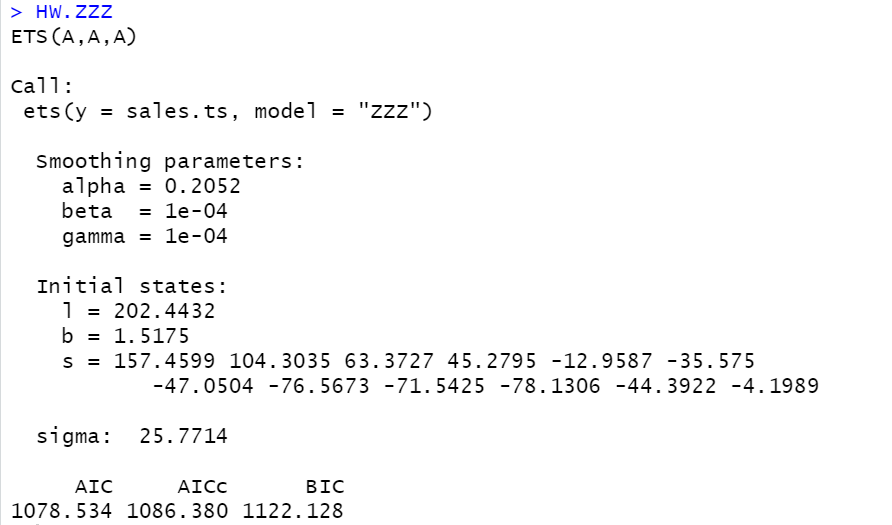 > HW.ZZZ
ETS(A,A,A)
Call:
ets(y = sales.ts, model = "ZZZ")
Smoothing parameters:
alpha = 0.2052
beta = 1e-04
gamma = 1e-04
Initial states:
l = 202.4432
b = 1.5175
s = 157.4599 104.3035 63.3727 45.2795 -12.9587 -35.575
-47.0504 -76.5673 -71.5425 -78.1306 -44.3922 -4.1989
sigma: 25.7714
AIC AICc BIC
1078.534 1086.380 1122.128